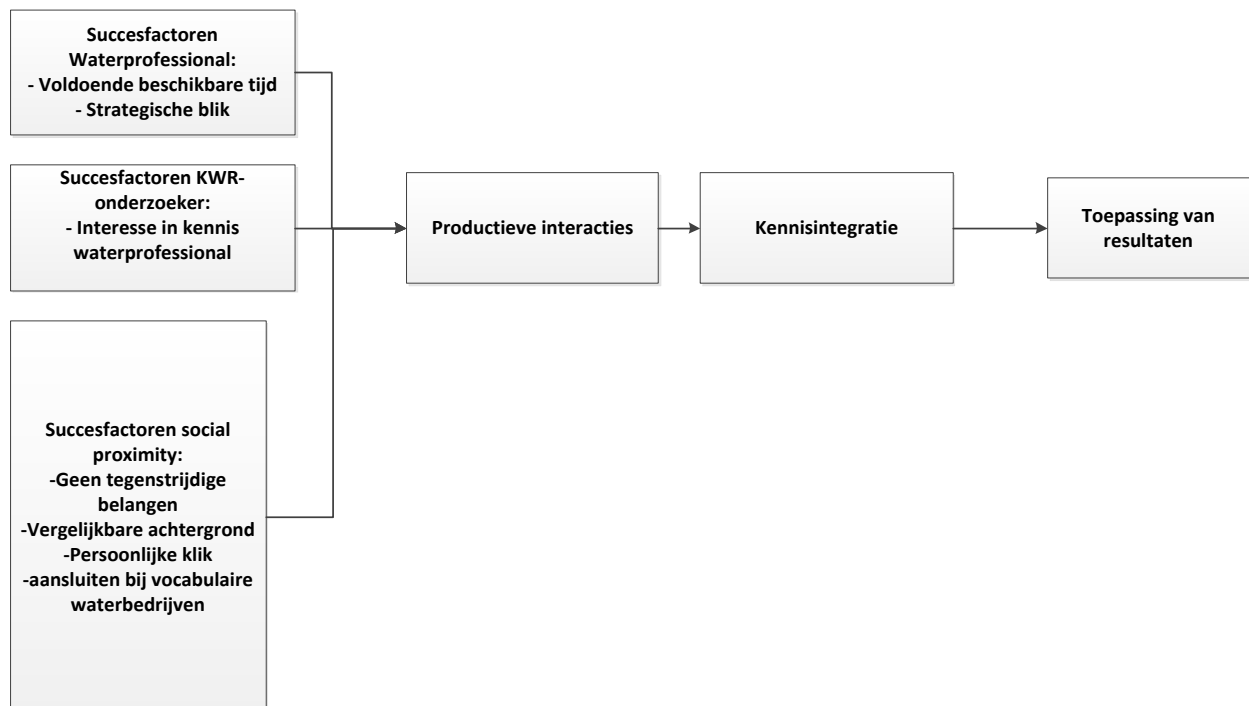 Succesfactoren
Waterprofessional:
- Voldoende beschikbare tijd
- Strategische blik
Succesfactoren KWR-
onderzoeker:
- Interesse in kennis
waterprofessional
Succesfactoren social
proximity:
-Geen tegenstrijdige
belangen
-Vergelijkbare achtergrond
-Persoonlijke klik
-aansluiten bij vocabulaire
waterbedrijven
Productieve interacties
Kennisintegratie
Toepassing van
resultaten